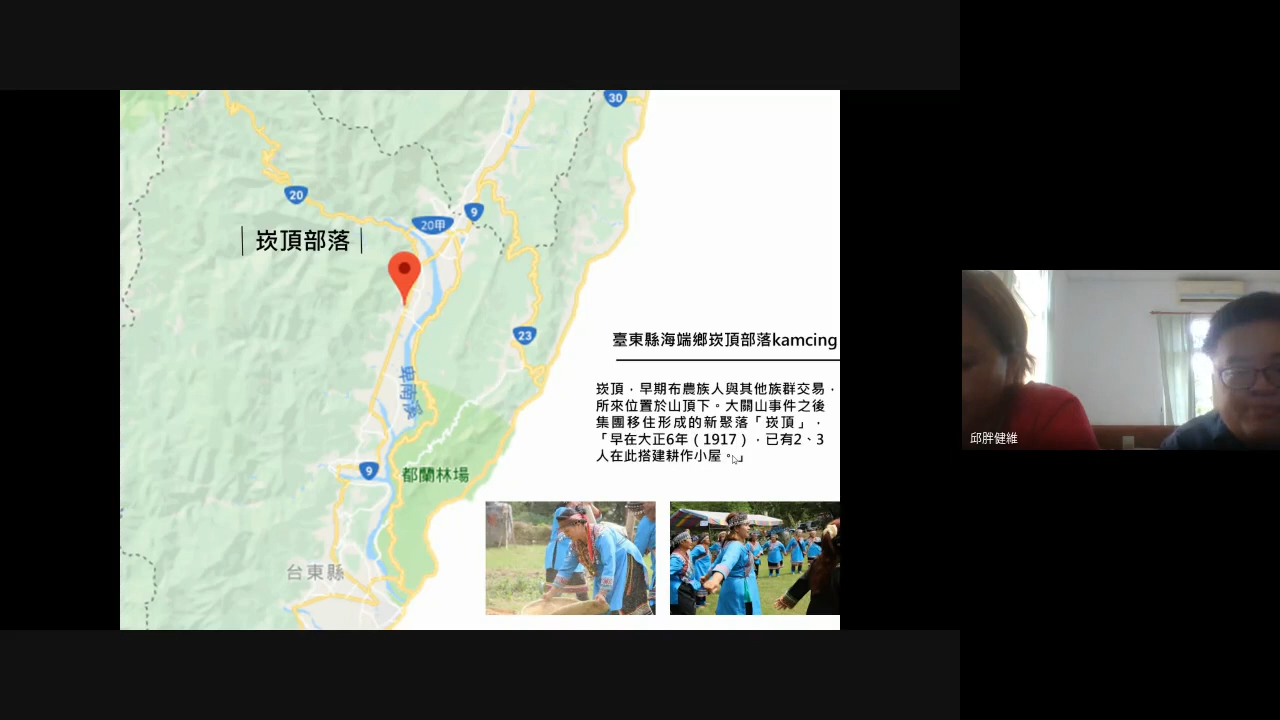 30
20
9
20甲
崁頂部落
23
臺東縣海端鄉崁頂部落kamcing
崁頂，早期布農族人與其他族群交易，
所來位置於山頂下。大關山事件之後
集團移住形成的新聚落「崁頂」，
「早在大正6年（1917），已有2、3
人在此搭建耕作小屋。」
卑南溪
9
都蘭林場
台東縣
邱胖健維